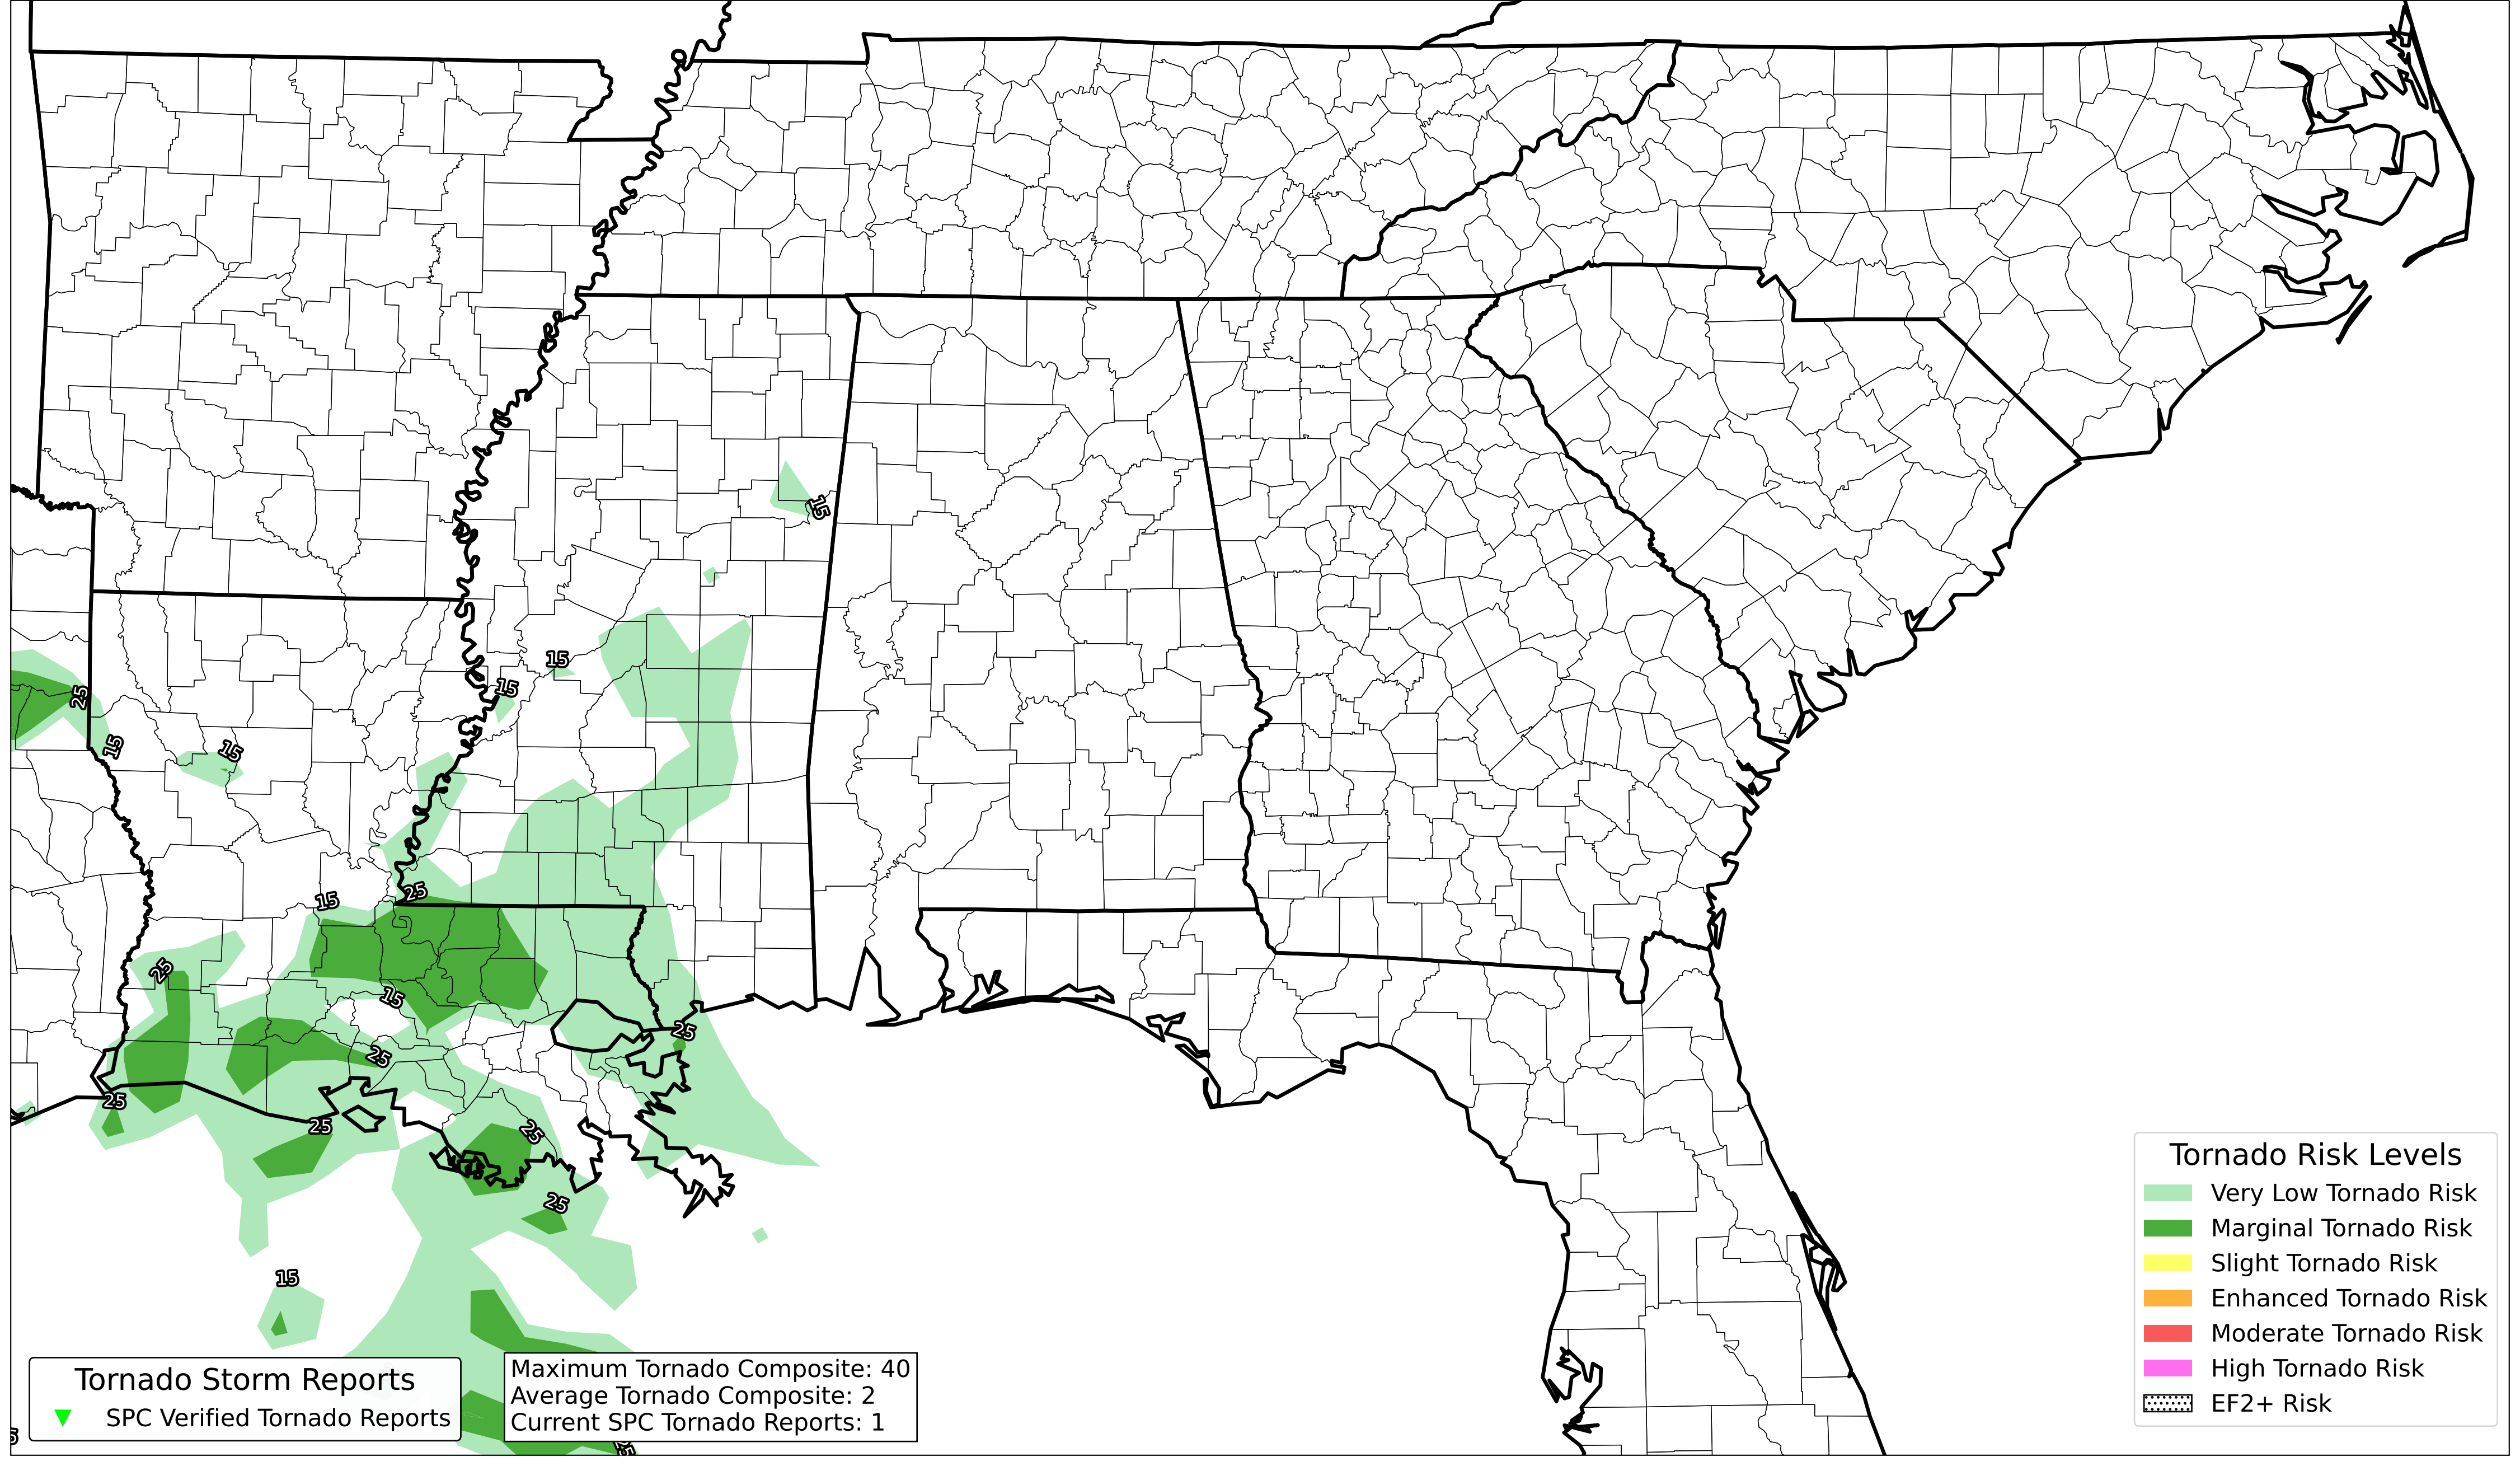 15
15
15
25
15
15
15
25
15
25
15
25
25
25
25
25
25
15
25
5
Tornado Storm Reports
SPC Verified Tornado Reports
Maximum Tornado Composite: 40
Average Tornado Composite: 2
Current SPC Tornado Reports: 1
Tornado Risk Levels
Very Low Tornado Risk
Marginal Tornado Risk
Slight Tornado Risk
Enhanced Tornado Risk
Moderate Tornado Risk
High Tornado Risk
EF2+ Risk